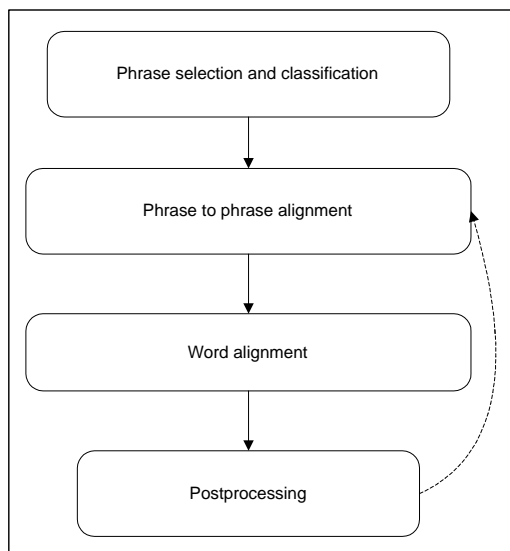 Phrase selection and classification
Phrase to phrase alignment
Word alignment
Postprocessing